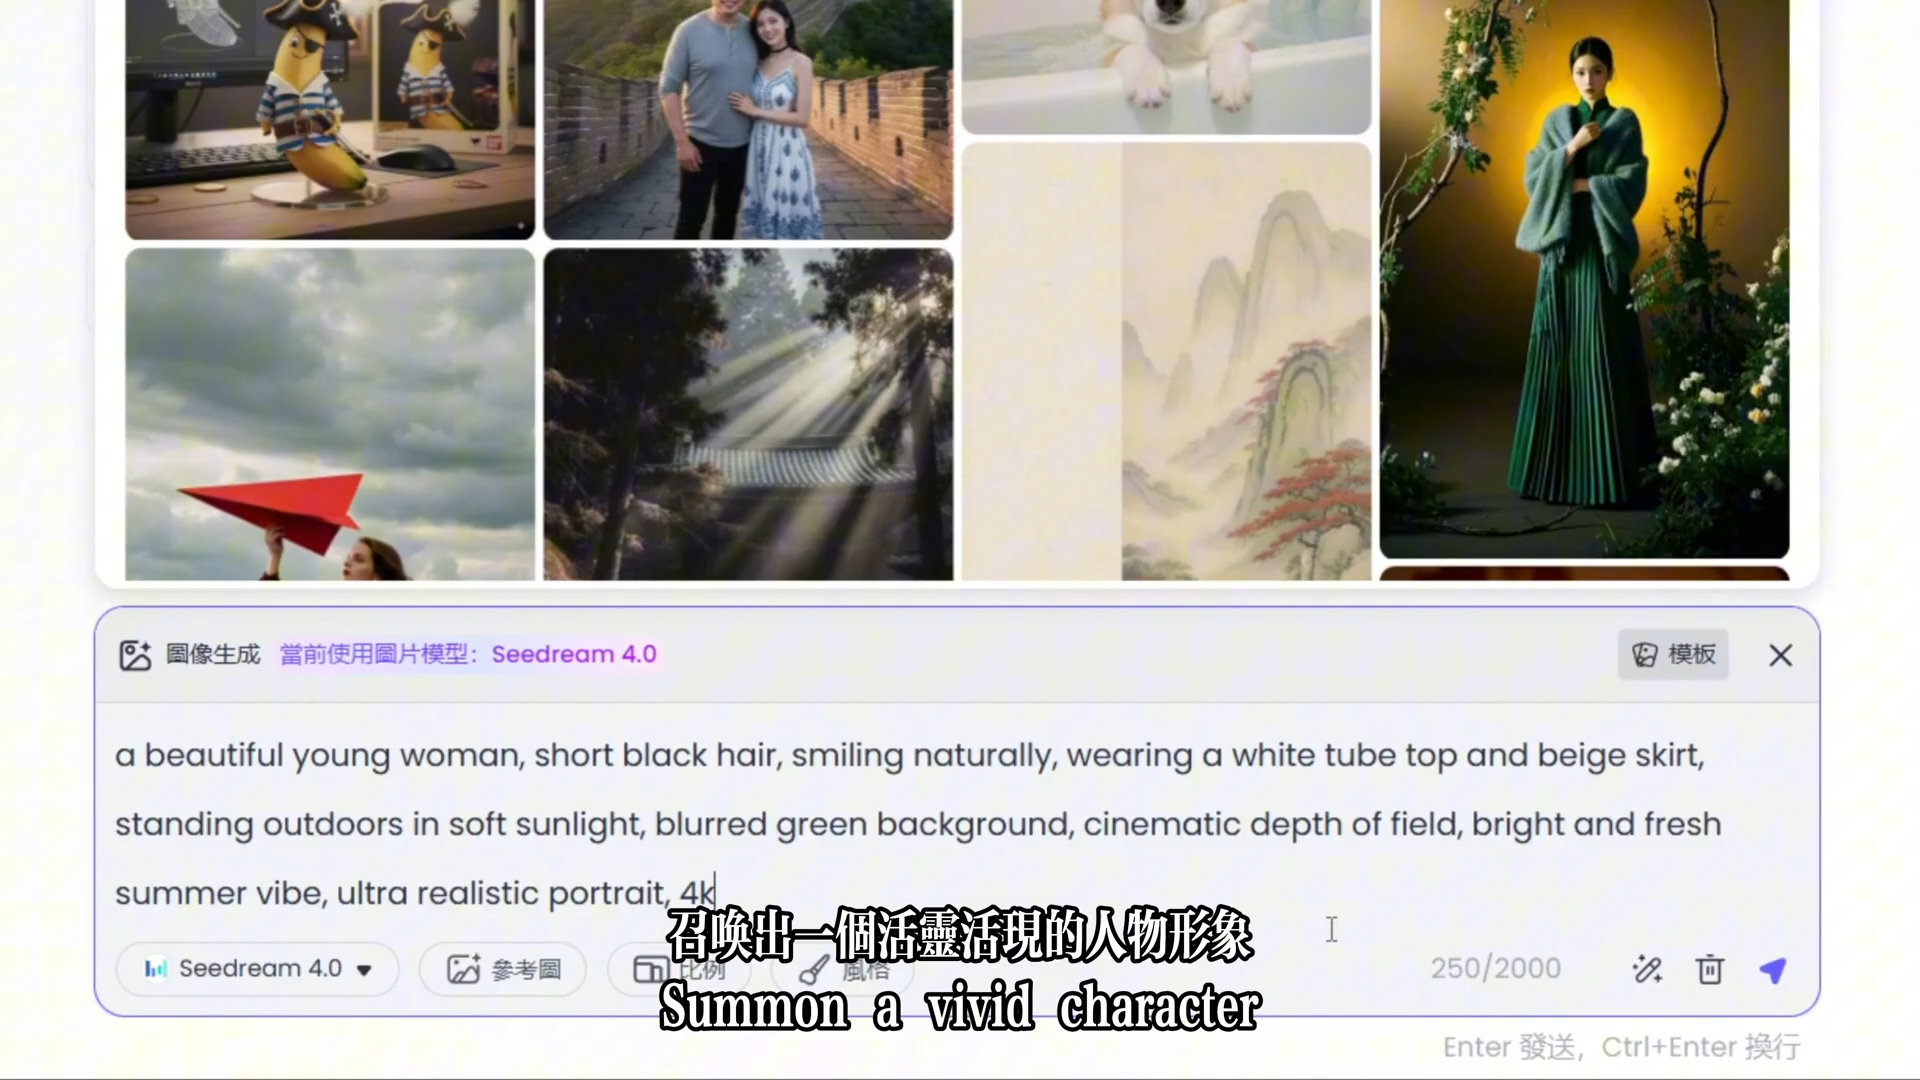 圖像生成 當前使用圖片模型：Seedream 4.0
模板
a beautiful young woman, short black hair, smiling naturally, wearing a white tube top and beige skirt,
standing outdoors in soft sunlight, blurred green background, cinematic depth of field, bright and fresh
summer vibe, ultra realistic portrait, 4k
召喚出一個活靈活現的人物形象
Seedream 4.0 參考圖 比例 風格 250/2000
Summon a vivid character
Enter 發送，Ctrl+Enter 換行